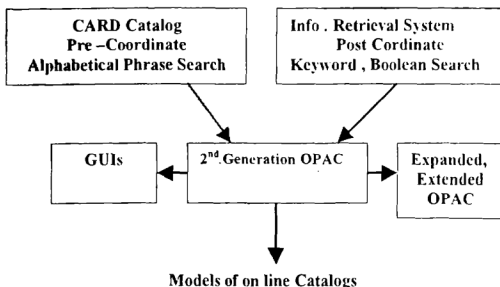 CARD Catalog
Pre –Coordinate
Alphabetical Phrase Search
Info . Retrieval System
Post Cordinate
Keyword , Boolean Search
GUIs
2nd.Generation OPAC
Expanded,
Extended
OPAC
Models of on line Catalogs